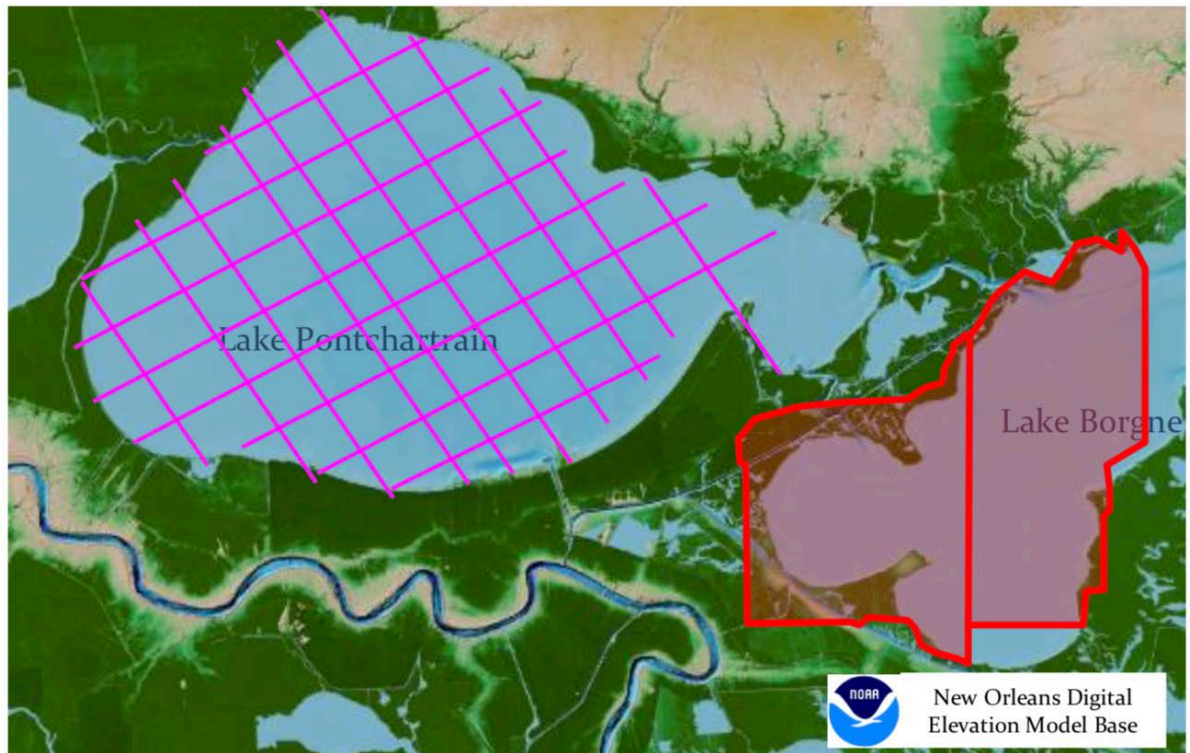 Lake Pontchartrain
Lake Borgne
NOAA
New Orleans Digital
Elevation Model Base